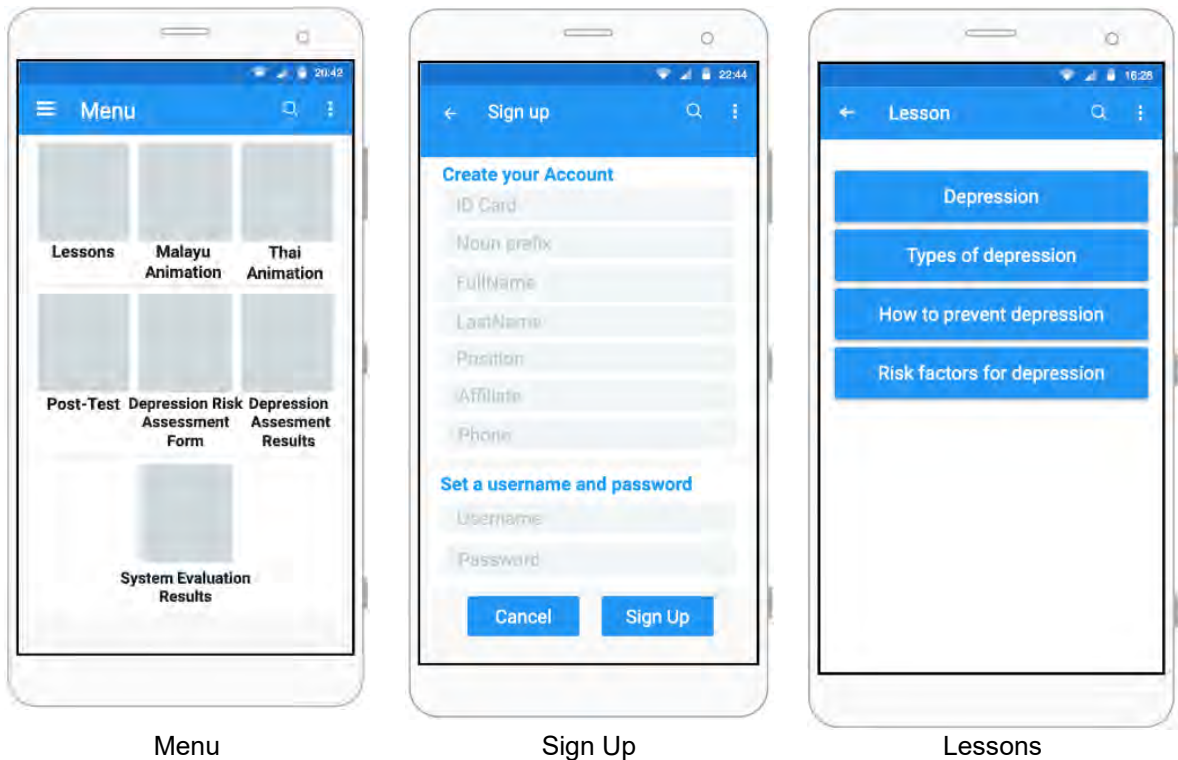 20:42
Menu
Lessons
Malayu
Animation
Thai
Animation
Post-Test
Depression Risk
Assessment
Form
Depression
Assesment
Results
System Evaluation
Results
Menu
22:44
Sign up
Create your Account
ID Card
Noun prefix
FullName
LastName
Position
Affiliate
Phone
Set a username and password
Username
Password
Cancel
Sign Up
Sign Up
16:28
Lesson
Depression
Types of depression
How to prevent depression
Risk factors for depression
Lessons